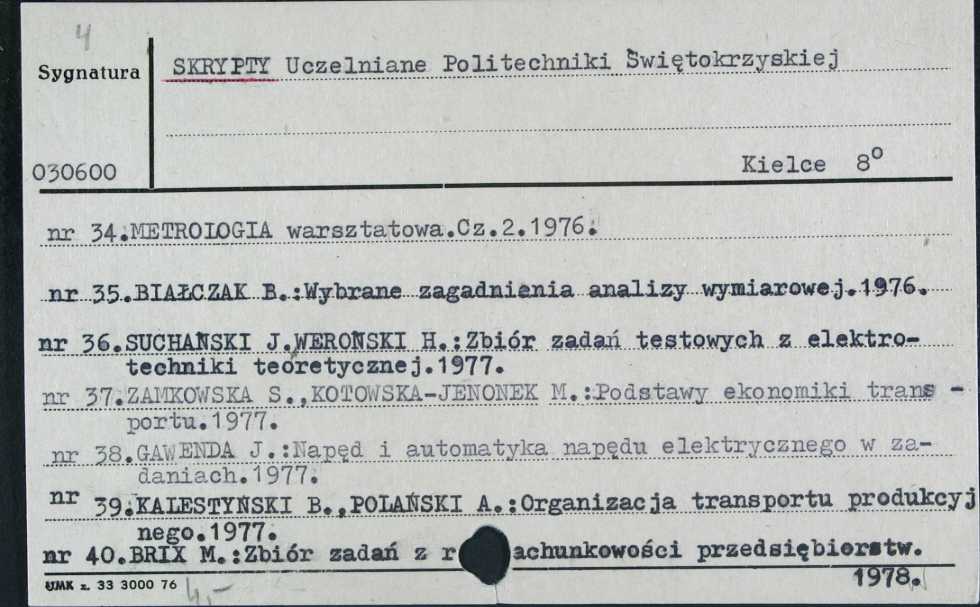 4
Sygnatura
SKRYPTY Uczelniane Politechniki Świętokrzyskiej
Kielce 8°
030600
nr 34.METROLOGIA warsztatowa.Cz.2.1976.
nr 35.BIAŁCZAK B.:Wybrane zagadnienia analizy wymiarowej.1976.
nr 36.SUCHAŃSKI J.WEROŃSKI H.:Zbiór zadań testowych z elektro-
techniki teoretycznej.1977.
nr 37.ZAMKOWSKA S.,KOTOWSKA-JENONEK M.:Podstawy ekonomiki trans -
portu.1977.
nr 38.GAWENDA J.:Napęd i automatyka napędu elektrycznego w za-
daniach.1977.
nr 39.KALESTYŃSKI B.,POLAŃSKI A.:Organizacja transportu produkcyj
nego.1977.
nr 40.BRIX M.:Zbiór zadań z r achunkowości przedsiębiorstw.
1978.
UMK z. 33 3000 76
4,-